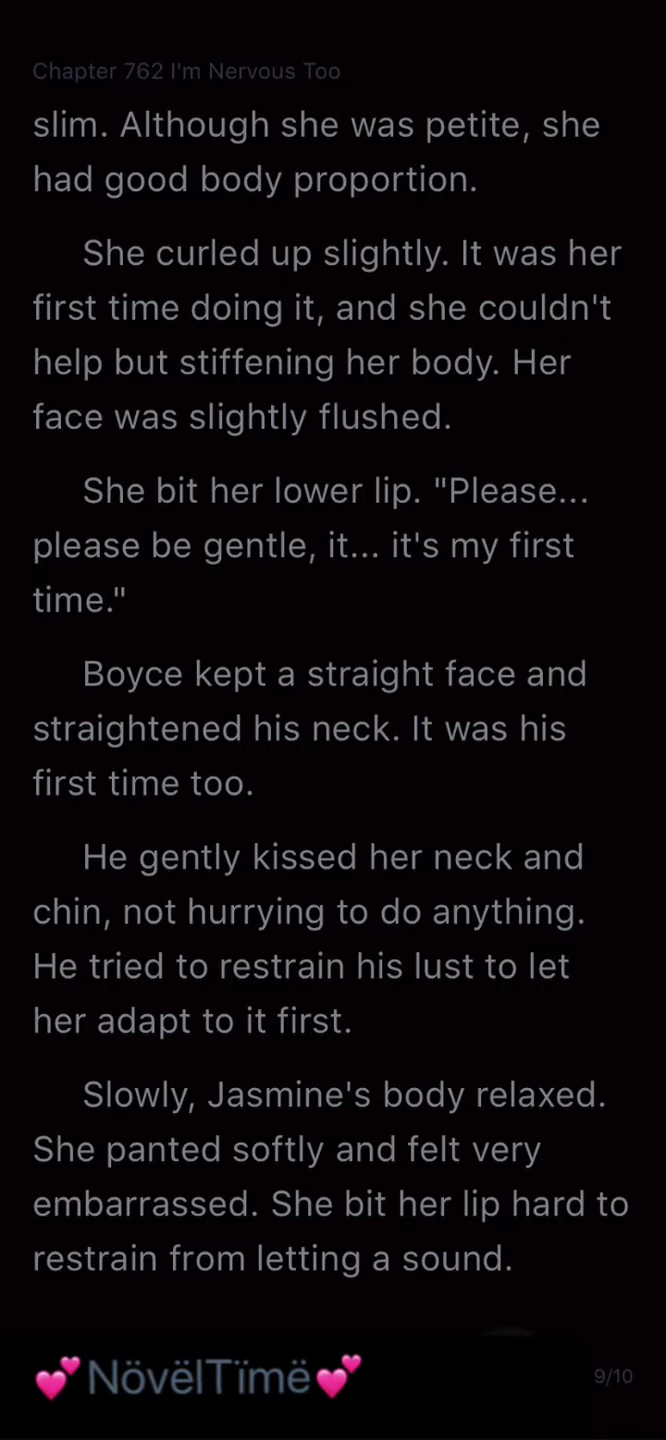 Chapter 762 I'm Nervous Too
slim. Although she was petite, she
had good body proportion.
She curled up slightly. It was her
first time doing it, and she couldn't
help but stiffening her body. Her
face was slightly flushed.
She bit her lower lip. "Please...
please be gentle, it... it's my first
time."
Boyce kept a straight face and
straightened his neck. It was his
first time too.
He gently kissed her neck and
chin, not hurrying to do anything.
He tried to restrain his lust to let
her adapt to it first.
Slowly, Jasmine's body relaxed.
She panted softly and felt very
embarrassed. She bit her lip hard to
restrain from letting a sound.
💕NövëlTïmë💕
9/10